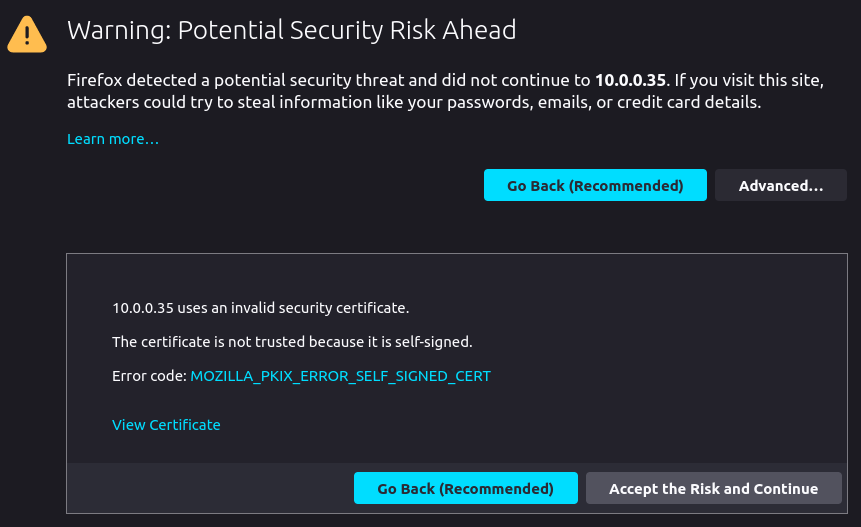 Warning: Potential Security Risk Ahead
Firefox detected a potential security threat and did not continue to 10.0.0.35. If you visit this site,
attackers could try to steal information like your passwords, emails, or credit card details.
Learn more…
Go Back (Recommended)
Advanced…
10.0.0.35 uses an invalid security certificate.
The certificate is not trusted because it is self-signed.
Error code: MOZILLA_PKIX_ERROR_SELF_SIGNED_CERT
View Certificate
Go Back (Recommended)
Accept the Risk and Continue